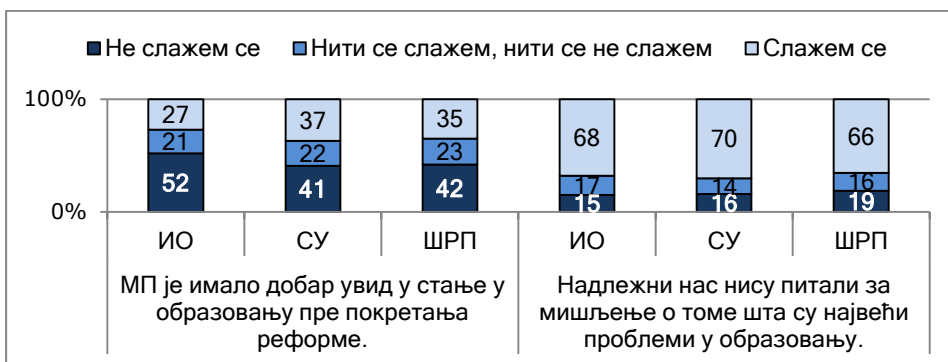 Не слажем се Нити се слажем, нити се не слажем Слажем се
100%
27 37 35 68 70 66
21 22 23 17 14 16
52 41 42 15 16 19
0%
ИО СУ ШРП ИО СУ ШРП
МП је имало добар увид у стање у
образовању пре покретања
реформе.
Надлежни нас нису питали за
мишљење о томе шта су највећи
проблеми у образовању.